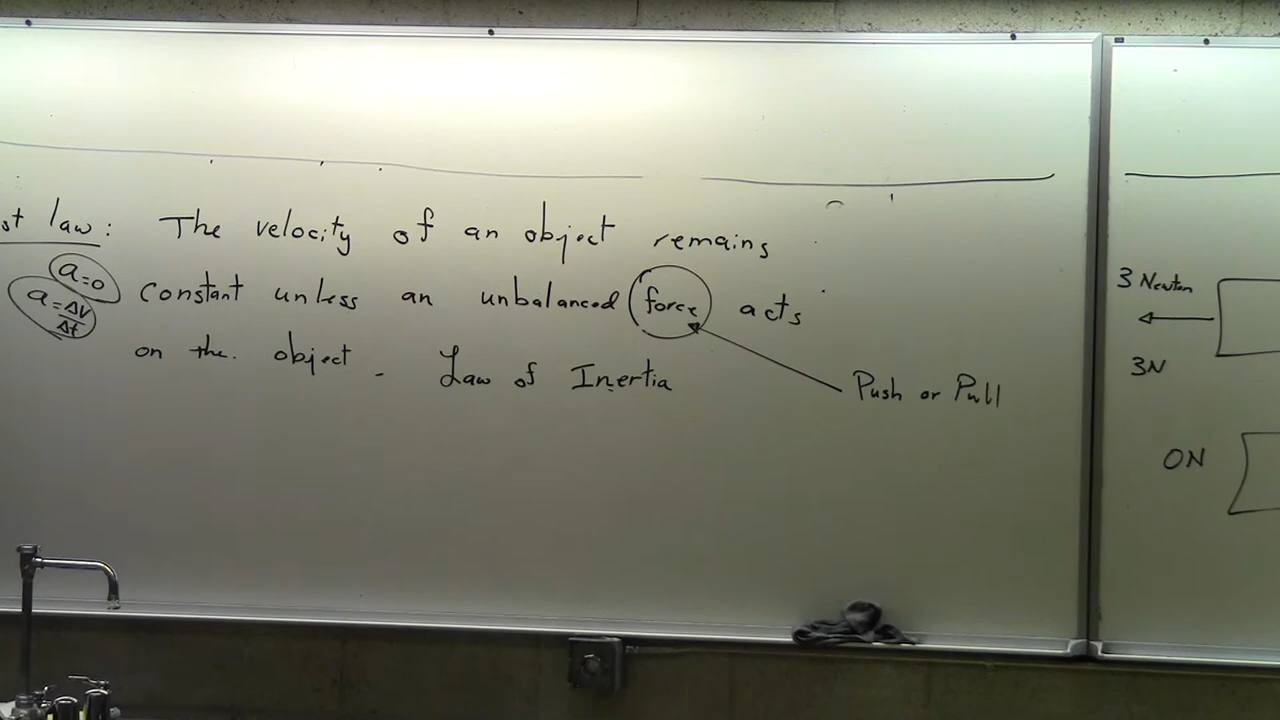 st law: The velocity of an object remains
a=0
constant unless an unbalanced force acts
a=ΔV/Δt
on the object. Law of Inertia
Push or Pull
3 Newton
3N
0N